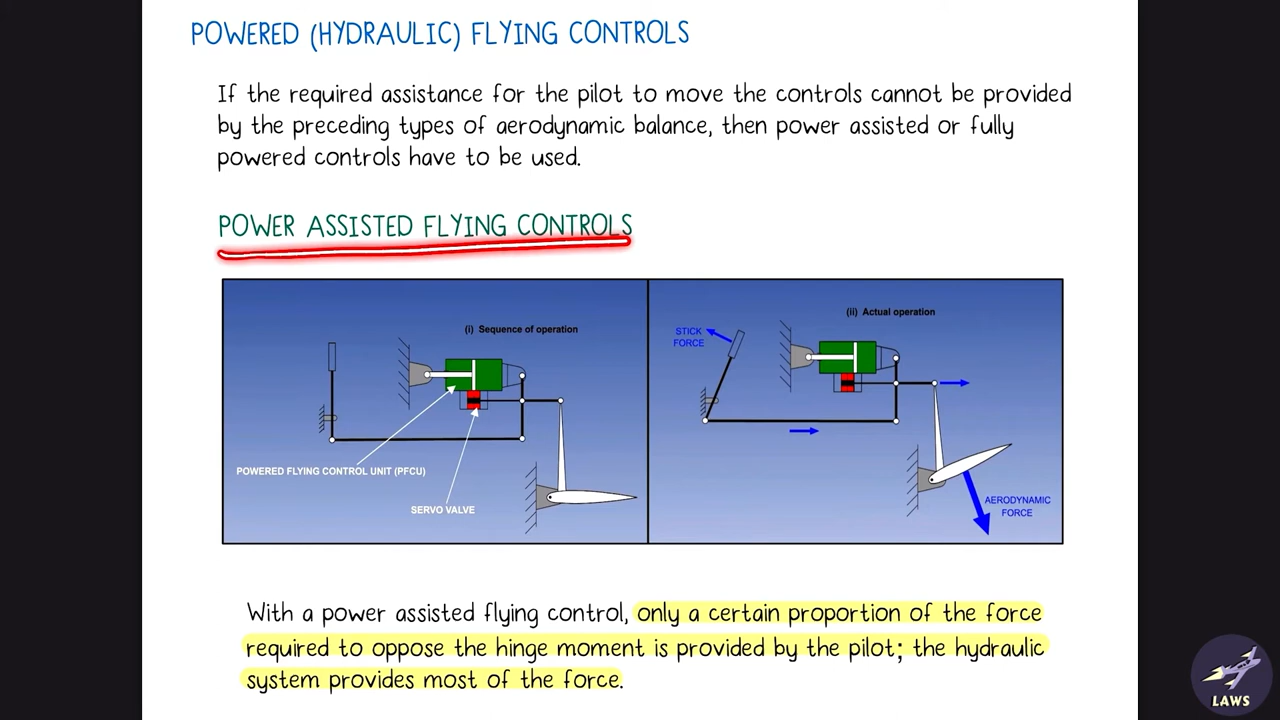 POWERED (HYDRAULIC) FLYING CONTROLS
If the required assistance for the pilot to move the controls cannot be provided
by the preceding types of aerodynamic balance, then power assisted or fully
powered controls have to be used.
POWER ASSISTED FLYING CONTROLS
(i) Sequence of operation
POWERED FLYING CONTROL UNIT (PFCU)
SERVO VALVE
(ii) Actual operation
STICK
FORCE
AERODYNAMIC
FORCE
With a power assisted flying control, only a certain proportion of the force
required to oppose the hinge moment is provided by the pilot; the hydraulic
system provides most of the force.
LAWS